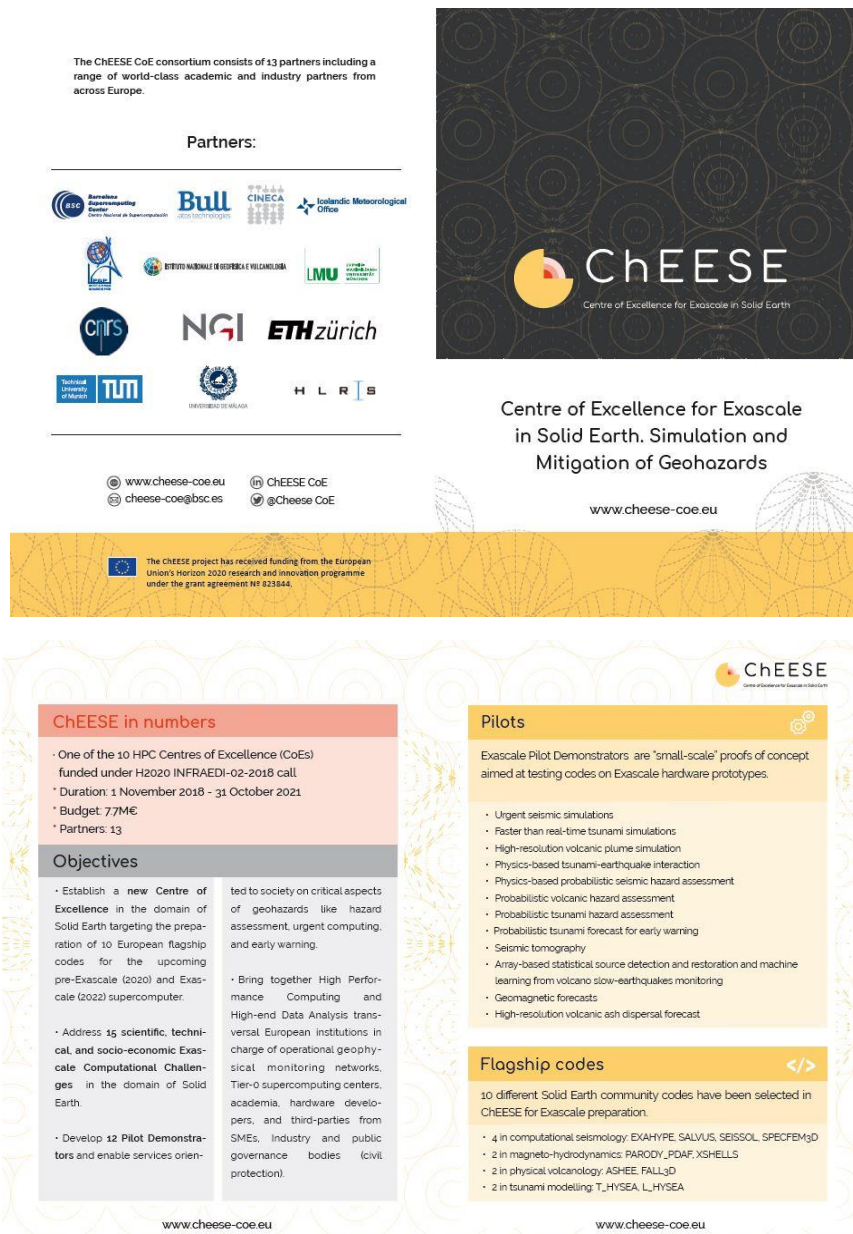 The ChEESE CoE consortium consists of 13 partners including a
range of world-class academic and industry partners from
across Europe.
Partners:
BSC
Barcelona
Supercomputing
Center
Centro Nacional de Supercomputación
Bull
atos technologies
CINECA
Icelandic Meteorological
Office
ISTITUTO NAZIONALE DI GEOFISICA E VULCANOLOGIA
LMU
LUDWIG-
MAXIMILIANS-
UNIVERSITÄT
MÜNCHEN
cnrs
NGI
ETH zürich
Technical
University
of Munich
TUM
UNIVERSIDAD DE MÁLAGA
H L R I S
www.cheese-coe.eu
ChEESE CoE
cheese-coe@bsc.es
@Cheese CoE
The ChEESE project has received funding from the European
Union's Horizon 2020 research and innovation programme
under the grant agreement Nº 823844.
ChEESE
Centre of Excellence for Exascale in Solid Earth
Centre of Excellence for Exascale
in Solid Earth. Simulation and
Mitigation of Geohazards
www.cheese-coe.eu
ChEESE in numbers
· One of the 10 HPC Centres of Excellence (CoEs)
funded under H2020 INFRAEDI-02-2018 call
* Duration: 1 November 2018 - 31 October 2021
* Budget: 7.7M€
* Partners: 13
Objectives
· Establish a new Centre of
Excellence in the domain of
Solid Earth targeting the prepa-
ration of 10 European flagship
codes for the upcoming
pre-Exascale (2020) and Exas-
cale (2022) supercomputer.
· Address 15 scientific, techni-
cal, and socio-economic Exas-
cale Computational Challen-
ges in the domain of Solid
Earth.
· Develop 12 Pilot Demonstra-
tors and enable services orien-
ted to society on critical aspects
of geohazards like hazard
assessment, urgent computing,
and early warning.
· Bring together High Perfor-
mance Computing and
High-end Data Analysis trans-
versal European institutions in
charge of operational geophy-
sical monitoring networks,
Tier-0 supercomputing centers,
academia, hardware develo-
pers, and third-parties from
SMEs, Industry and public
governance bodies (civil
protection).
www.cheese-coe.eu
ChEESE
Centre of Excellence for Exascale in Solid Earth
Pilots
Exascale Pilot Demonstrators are "small-scale" proofs of concept
aimed at testing codes on Exascale hardware prototypes.
· Urgent seismic simulations
· Faster than real-time tsunami simulations
· High-resolution volcanic plume simulation
· Physics-based tsunami-earthquake interaction
· Physics-based probabilistic seismic hazard assessment
· Probabilistic volcanic hazard assessment
· Probabilistic tsunami hazard assessment
· Probabilistic tsunami forecast for early warning
· Seismic tomography
· Array-based statistical source detection and restoration and machine
learning from volcano slow-earthquakes monitoring
· Geomagnetic forecasts
· High-resolution volcanic ash dispersal forecast
Flagship codes
</>
10 different Solid Earth community codes have been selected in
ChEESE for Exascale preparation.
· 4 in computational seismology: EXAHYPE, SALVUS, SEISSOL, SPECFEM3D
· 2 in magneto-hydrodynamics: PARODY_PDAF, XSHELLS
· 2 in physical volcanology: ASHEE, FALL3D
· 2 in tsunami modelling: T_HYSEA, L_HYSEA
www.cheese-coe.eu